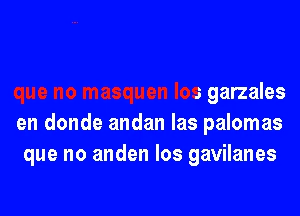 que no masquen los garzales
en donde andan las palomas
que no anden los gavilanes